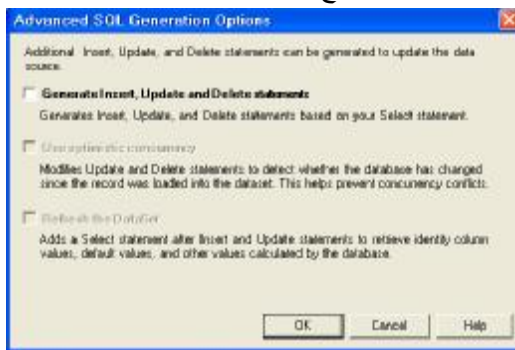 Advanced SQL Generation Options
Additional Insert, Update, and Delete statements can be generated to update the data
source.
Generate Insert, Update and Delete statements
Generates Insert, Update, and Delete statements based on your Select statement.
Use optimistic concurrency
Modifies Update and Delete statements to detect whether the database has changed
since the record was loaded into the dataset. This helps prevent concurrency conflicts.
Refresh the DataSet
Adds a Select statement after Insert and Update statements to retrieve identity column
values, default values, and other values calculated by the database.
OK Cancel Help